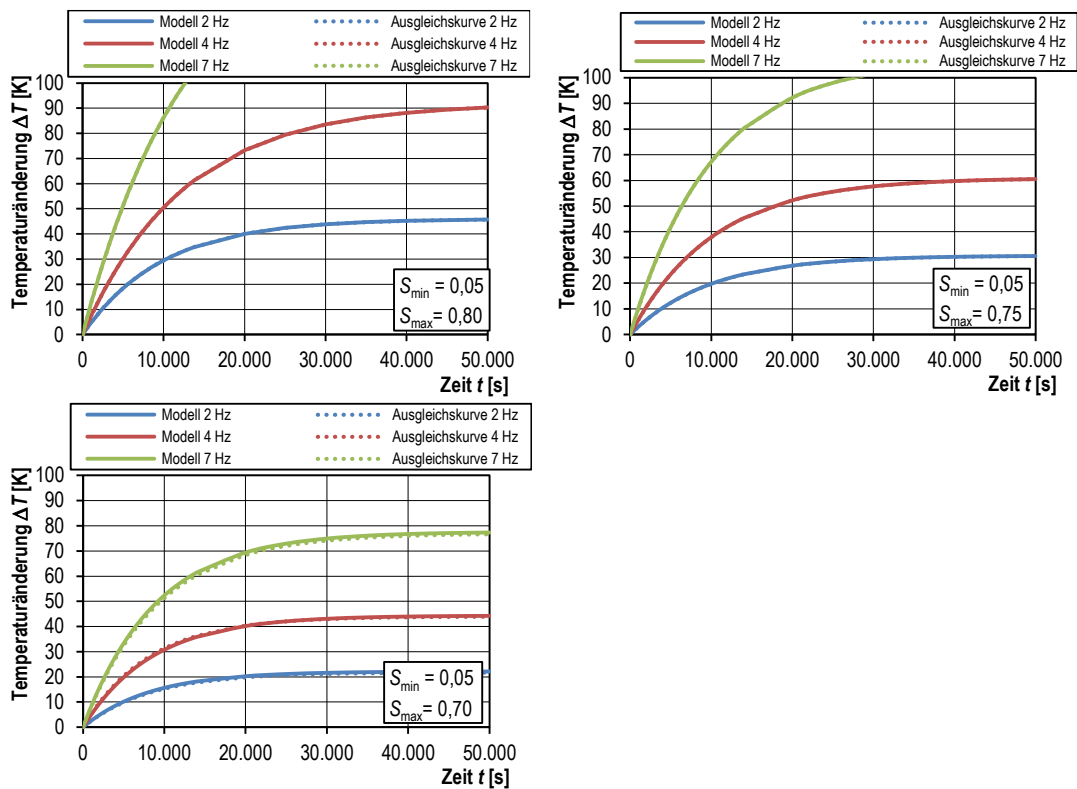 Modell 2 Hz Ausgleichskurve 2 Hz
Modell 4 Hz Ausgleichskurve 4 Hz
Modell 7 Hz Ausgleichskurve 7 Hz
Temperaturänderung ΔT [K]
100
90
80
70
60
50
40
30
20
10
0
S min = 0,05
S max = 0,80
0 10.000 20.000 30.000 40.000 50.000
Zeit t [s]
Modell 2 Hz Ausgleichskurve 2 Hz
Modell 4 Hz Ausgleichskurve 4 Hz
Modell 7 Hz Ausgleichskurve 7 Hz
Temperaturänderung ΔT [K]
100
90
80
70
60
50
40
30
20
10
0
S min = 0,05
S max = 0,75
0 10.000 20.000 30.000 40.000 50.000
Zeit t [s]
Modell 2 Hz Ausgleichskurve 2 Hz
Modell 4 Hz Ausgleichskurve 4 Hz
Modell 7 Hz Ausgleichskurve 7 Hz
Temperaturänderung ΔT [K]
100
90
80
70
60
50
40
30
20
10
0
S min = 0,05
S max = 0,70
0 10.000 20.000 30.000 40.000 50.000
Zeit t [s]